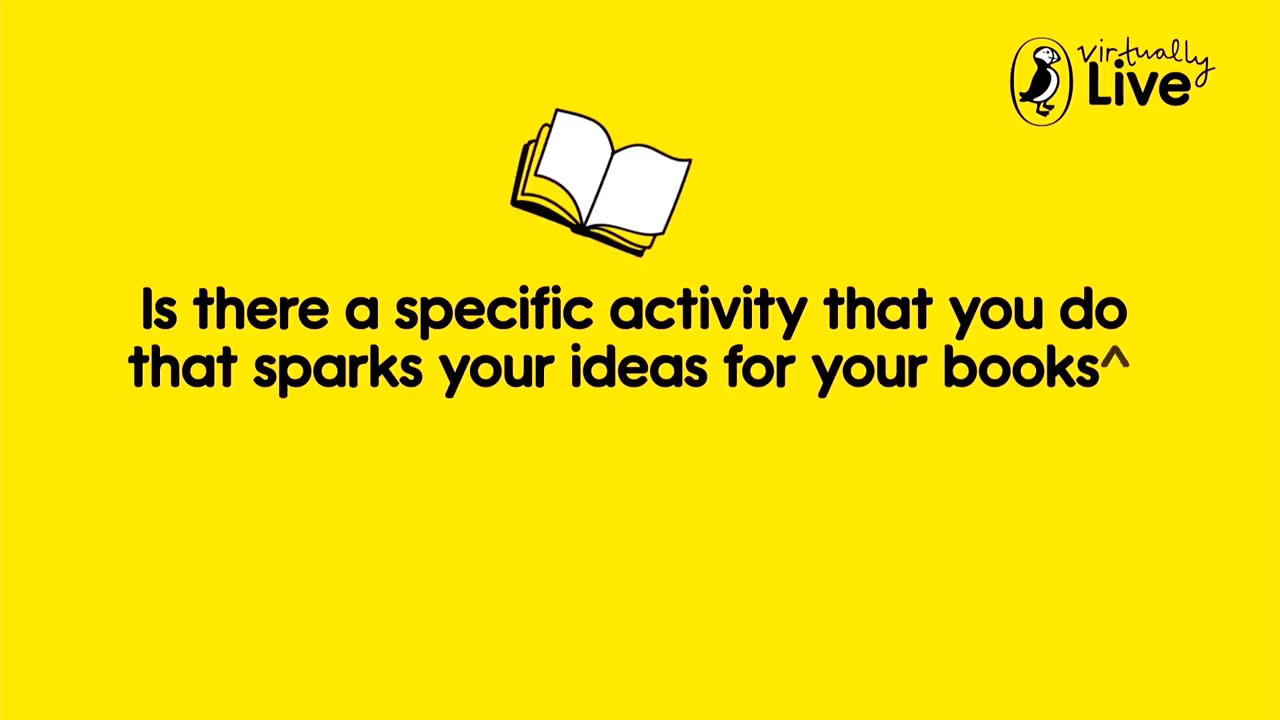 virtually
Live
Is there a specific activity that you do
that sparks your ideas for your books^